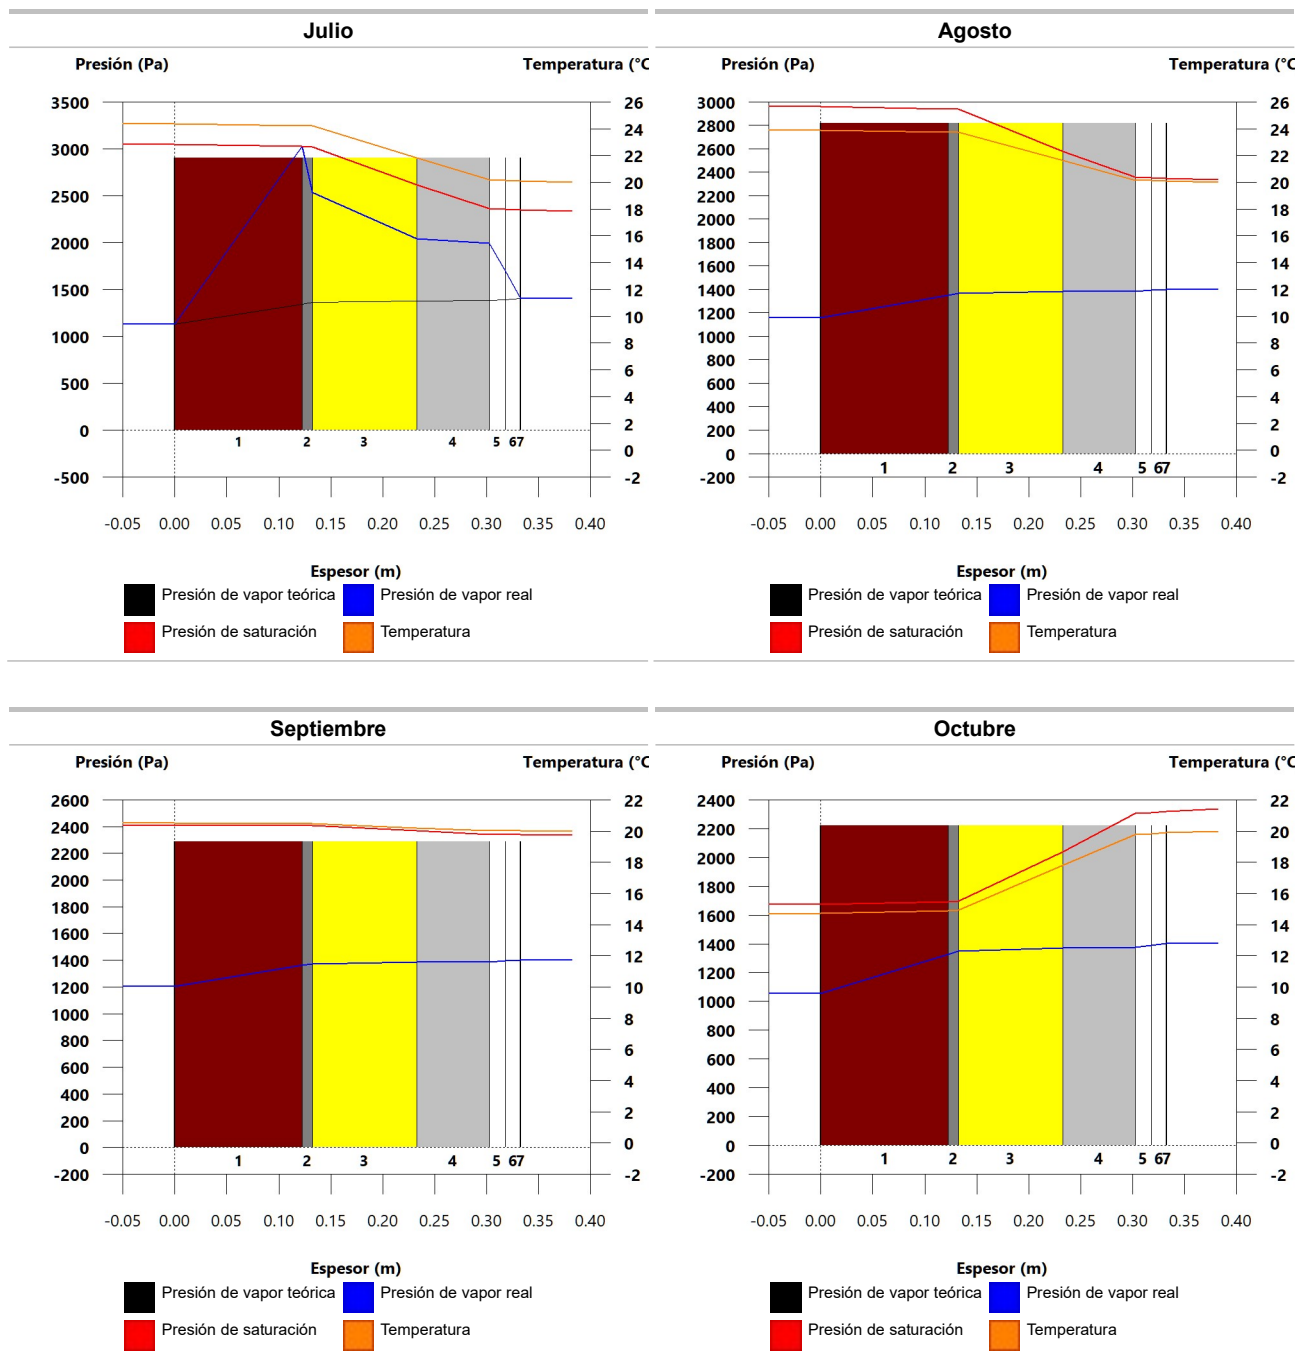 Julio
Presión (Pa) Temperatura (°C
3500 26
3000 24
2500 22
2000 20
1500 18
1000 16
500 14
0 12
-500 10
8
6
4
2
0
-2
1 2 3 4 5 67
-0.05 0.00 0.05 0.10 0.15 0.20 0.25 0.30 0.35 0.40
Espesor (m)
Presión de vapor teórica Presión de vapor real
Presión de saturación Temperatura
Agosto
Presión (Pa) Temperatura (°C
3000 26
2800 24
2600 22
2400 20
2200 18
2000 16
1800 14
1600 12
1400 10
1200 8
1000 6
800 4
600 2
400 0
200 -2
0
-200
1 2 3 4 5 67
-0.05 0.00 0.05 0.10 0.15 0.20 0.25 0.30 0.35 0.40
Espesor (m)
Presión de vapor teórica Presión de vapor real
Presión de saturación Temperatura
Septiembre
Presión (Pa) Temperatura (°C
2600 22
2400 20
2200 18
2000 16
1800 14
1600 12
1400 10
1200 8
1000 6
800 4
600 2
400 0
200 -2
0
-200
1 2 3 4 5 67
-0.05 0.00 0.05 0.10 0.15 0.20 0.25 0.30 0.35 0.40
Espesor (m)
Presión de vapor teórica Presión de vapor real
Presión de saturación Temperatura
Octubre
Presión (Pa) Temperatura (°C
2400 22
2200 20
2000 18
1800 16
1600 14
1400 12
1200 10
1000 8
800 6
600 4
400 2
200 0
0 -2
-200
1 2 3 4 5 67
-0.05 0.00 0.05 0.10 0.15 0.20 0.25 0.30 0.35 0.40
Espesor (m)
Presión de vapor teórica Presión de vapor real
Presión de saturación Temperatura